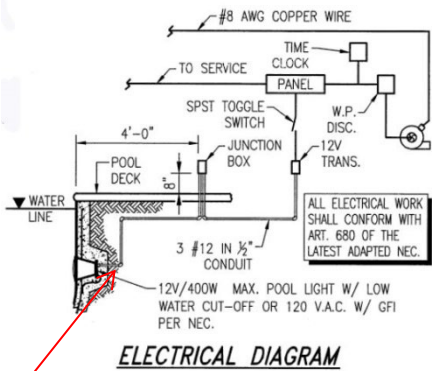 #8 AWG COPPER WIRE
TIME
CLOCK
TO SERVICE
PANEL
SPST TOGGLE
SWITCH
W.P.
DISC.
4'-0"
JUNCTION
BOX
12V
TRANS.
POOL
DECK
8"
WATER
LINE
ALL ELECTRICAL WORK
SHALL CONFORM WITH
ART. 680 OF THE
LATEST ADAPTED NEC.
3 #12 IN ½"
CONDUIT
12V/400W MAX. POOL LIGHT W/ LOW
WATER CUT-OFF OR 120 V.A.C. W/ GFI
PER NEC.
ELECTRICAL DIAGRAM